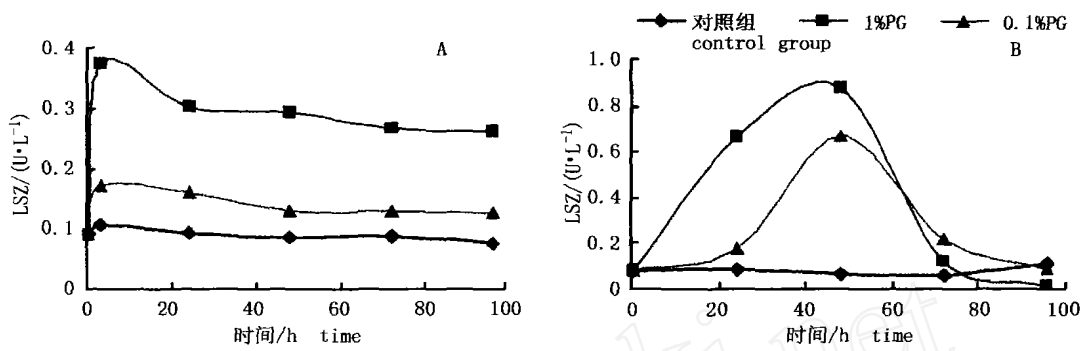 对照组 1%PG 0.1%PG
control group
A
LSZ/(U·L⁻¹)
0.4
0.3
0.2
0.1
0
0 20 40 60 80 100
时间/h time
B
LSZ/(U·L⁻¹)
1.0
0.8
0.6
0.4
0.2
0
0 20 40 60 80 100
时间/h time